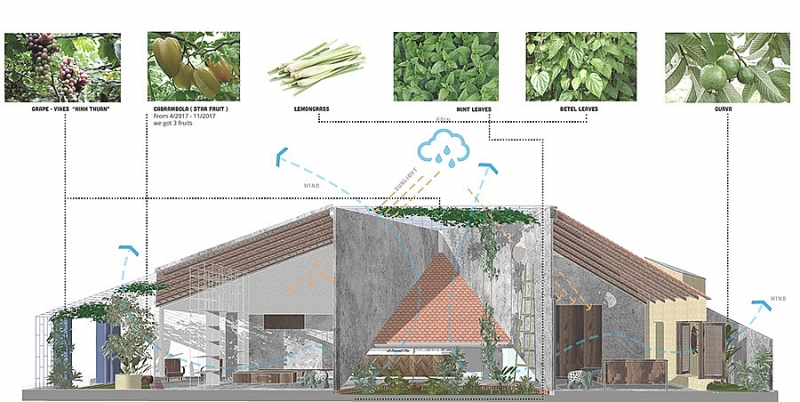 GRAPE - VINES "NINH THUAN"
CARAMBOLA ( STAR FRUIT )
From 4/2017 - 11/2017
we got 3 fruits
LEMONGRASS
MINT LEAVES
BETEL LEAVES
GUAVA
RAIN
SUNLIGHT
WIND
WIND